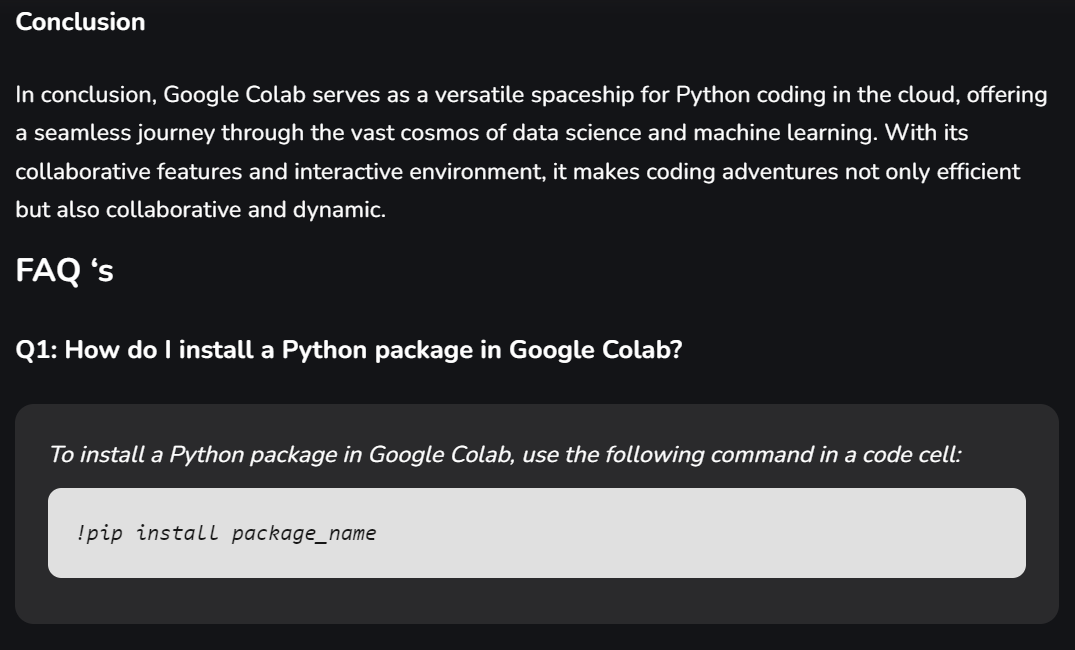 Conclusion
In conclusion, Google Colab serves as a versatile spaceship for Python coding in the cloud, offering
a seamless journey through the vast cosmos of data science and machine learning. With its
collaborative features and interactive environment, it makes coding adventures not only efficient
but also collaborative and dynamic.
FAQ ‘s
Q1: How do I install a Python package in Google Colab?
To install a Python package in Google Colab, use the following command in a code cell:
!pip install package_name